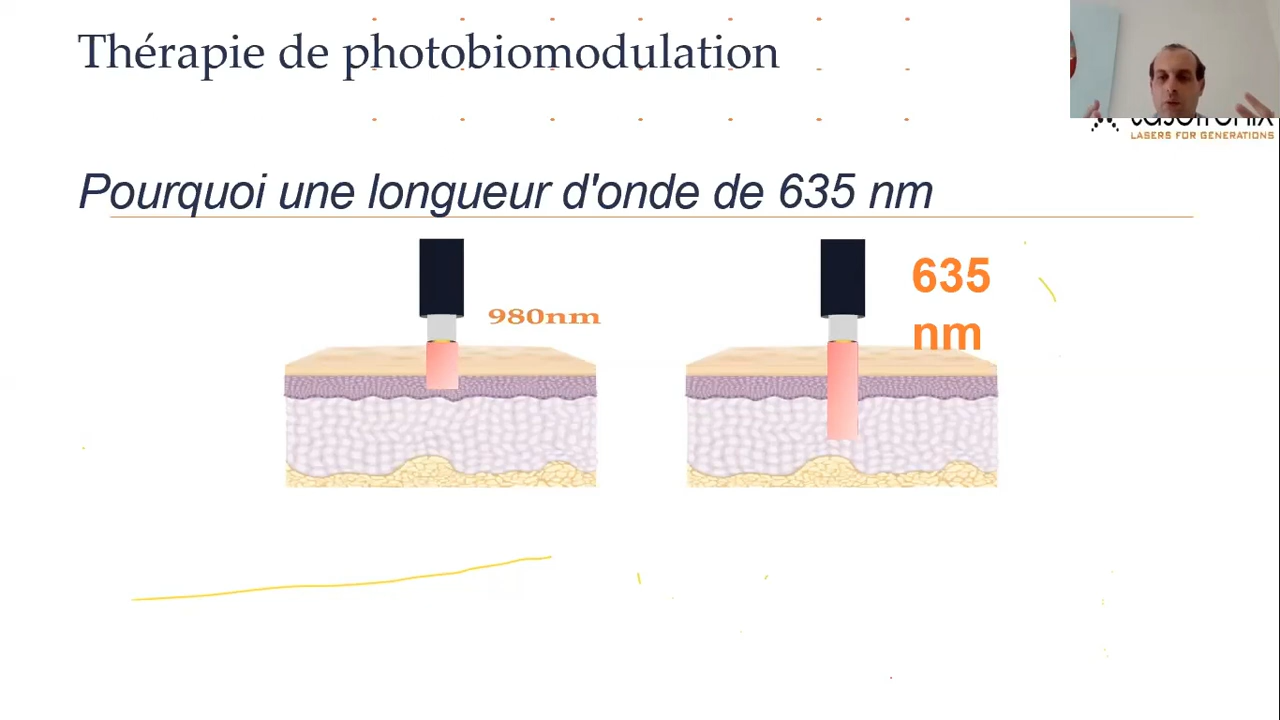 Thérapie de photobiomodulation
LASERS FOR GENERATIONS
Pourquoi une longueur d'onde de 635 nm
980nm
635
nm